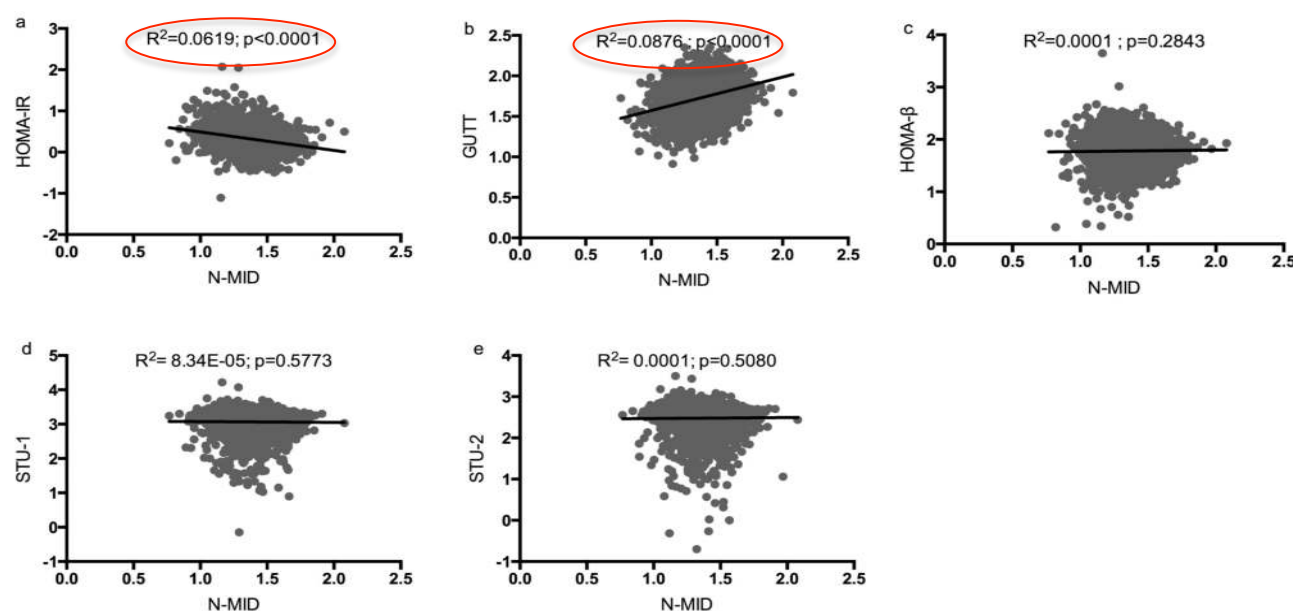 a
R²=0.0619; p<0.0001
HOMA-IR
3
2
1
0
-1
-2
0.0 0.5 1.0 1.5 2.0 2.5
N-MID
b
R²=0.0876 ; p<0.0001
GUTT
2.5
2.0
1.5
1.0
0.5
0.0
0.0 0.5 1.0 1.5 2.0 2.5
N-MID
c
R²=0.0001 ; p=0.2843
HOMA-β
4
3
2
1
0
0.0 0.5 1.0 1.5 2.0 2.5
N-MID
d
R²= 8.34E-05; p=0.5773
STU-1
5
4
3
2
1
0
-1
0.0 0.5 1.0 1.5 2.0 2.5
N-MID
e
R²= 0.0001; p=0.5080
STU-2
4
3
2
1
0
-1
0.0 0.5 1.0 1.5 2.0 2.5
N-MID